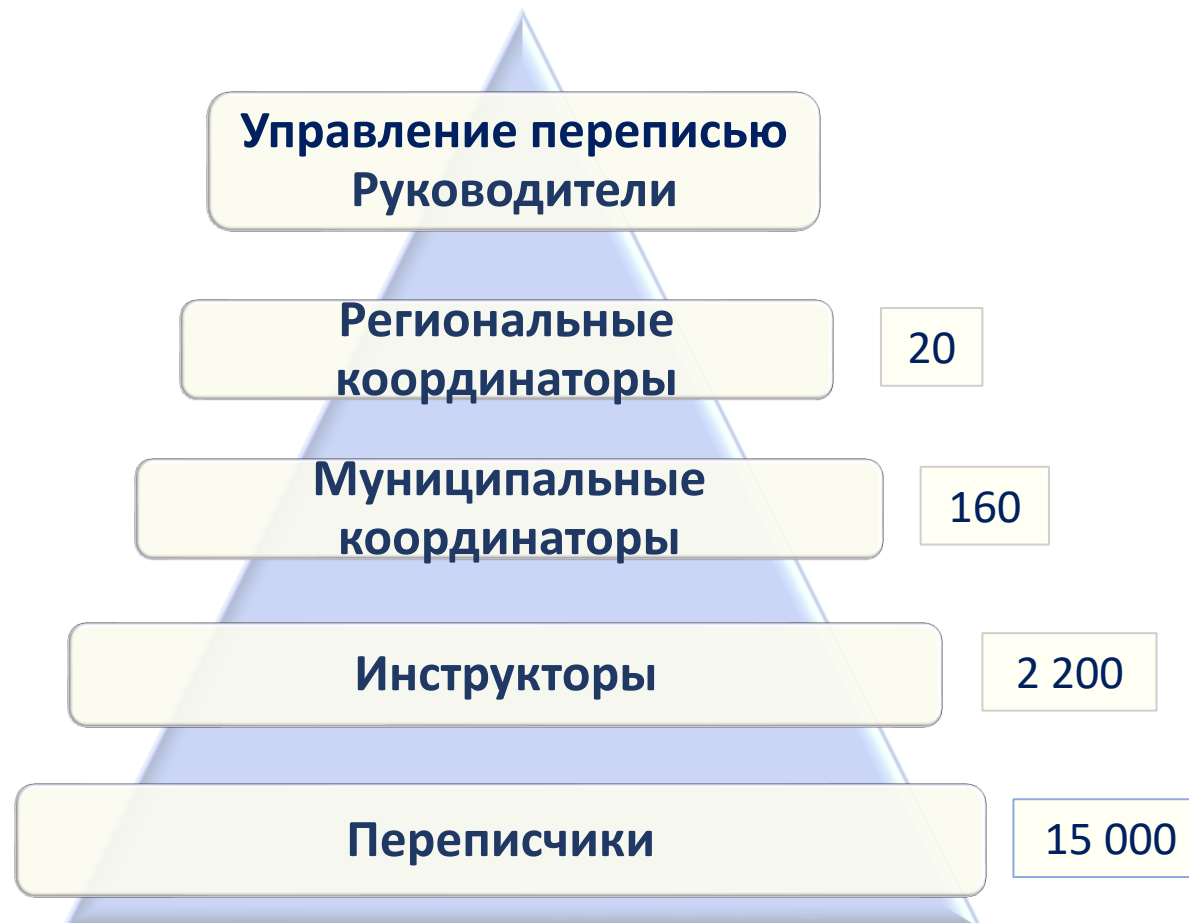 Управление переписью
Руководители
Региональные
координаторы
20
Муниципальные
координаторы
160
Инструкторы
2 200
Переписчики
15 000